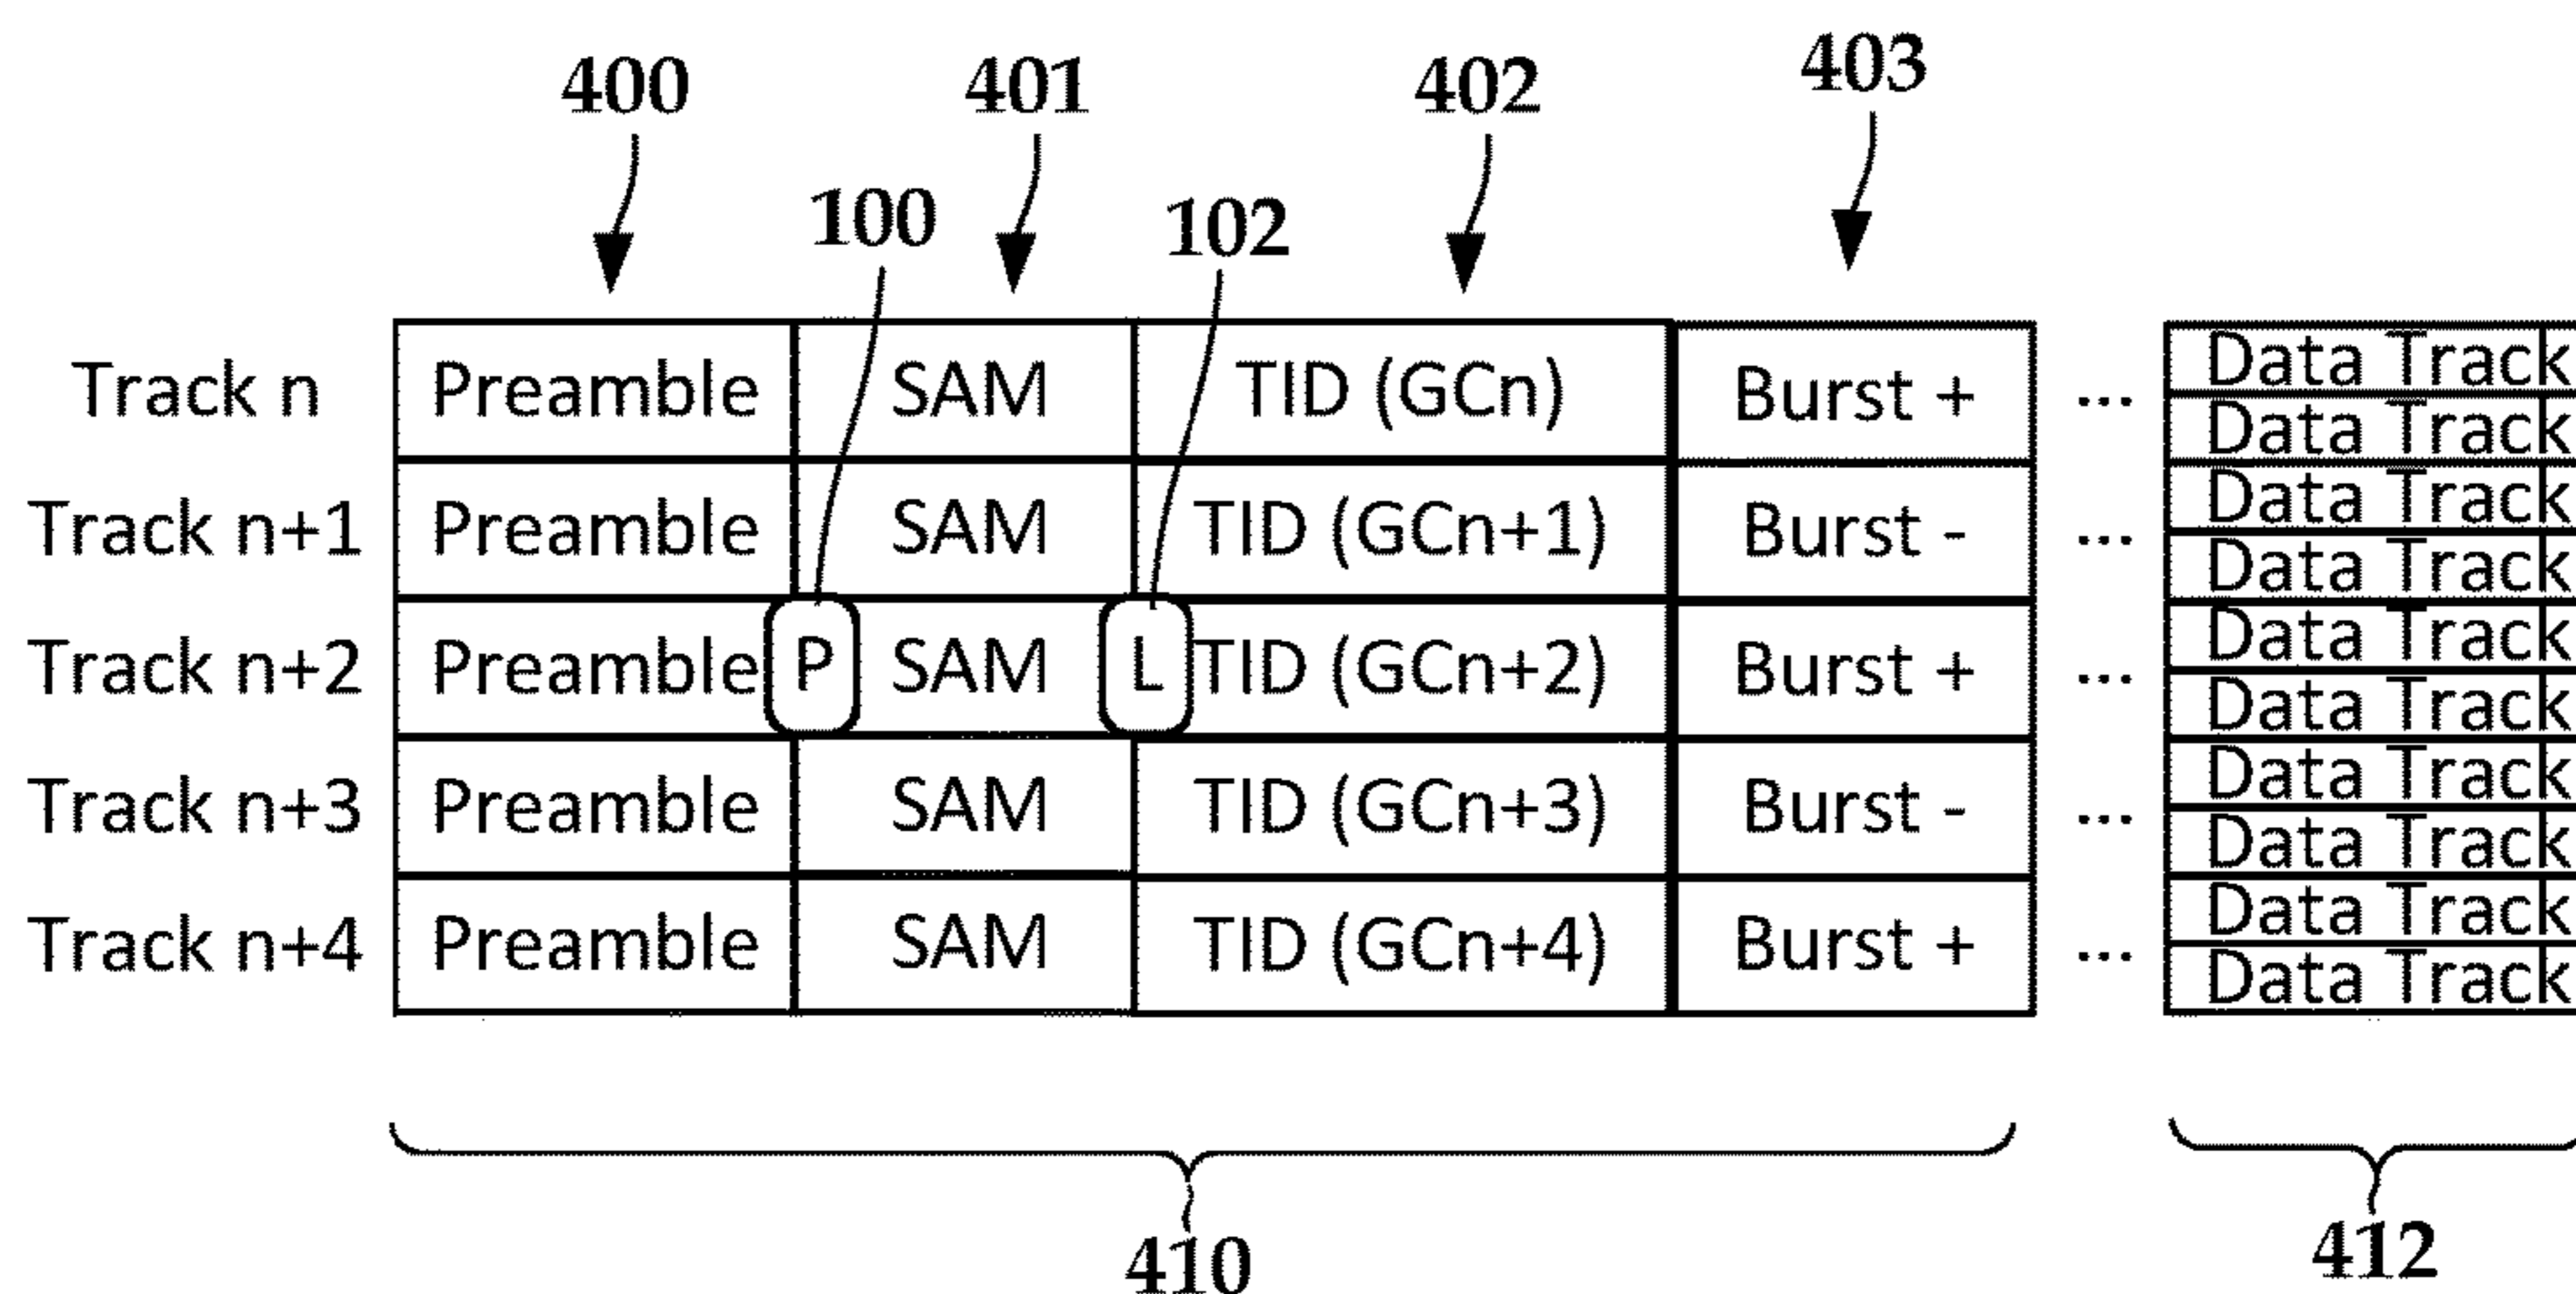 400 401 402 403
100 102
Track n Preamble SAM TID (GCn) Burst + ... Data Track
Data Track
Track n+1 Preamble SAM TID (GCn+1) Burst - ... Data Track
Data Track
Track n+2 Preamble P SAM L TID (GCn+2) Burst + ... Data Track
Data Track
Track n+3 Preamble SAM TID (GCn+3) Burst - ... Data Track
Data Track
Track n+4 Preamble SAM TID (GCn+4) Burst + ... Data Track
Data Track
410 412